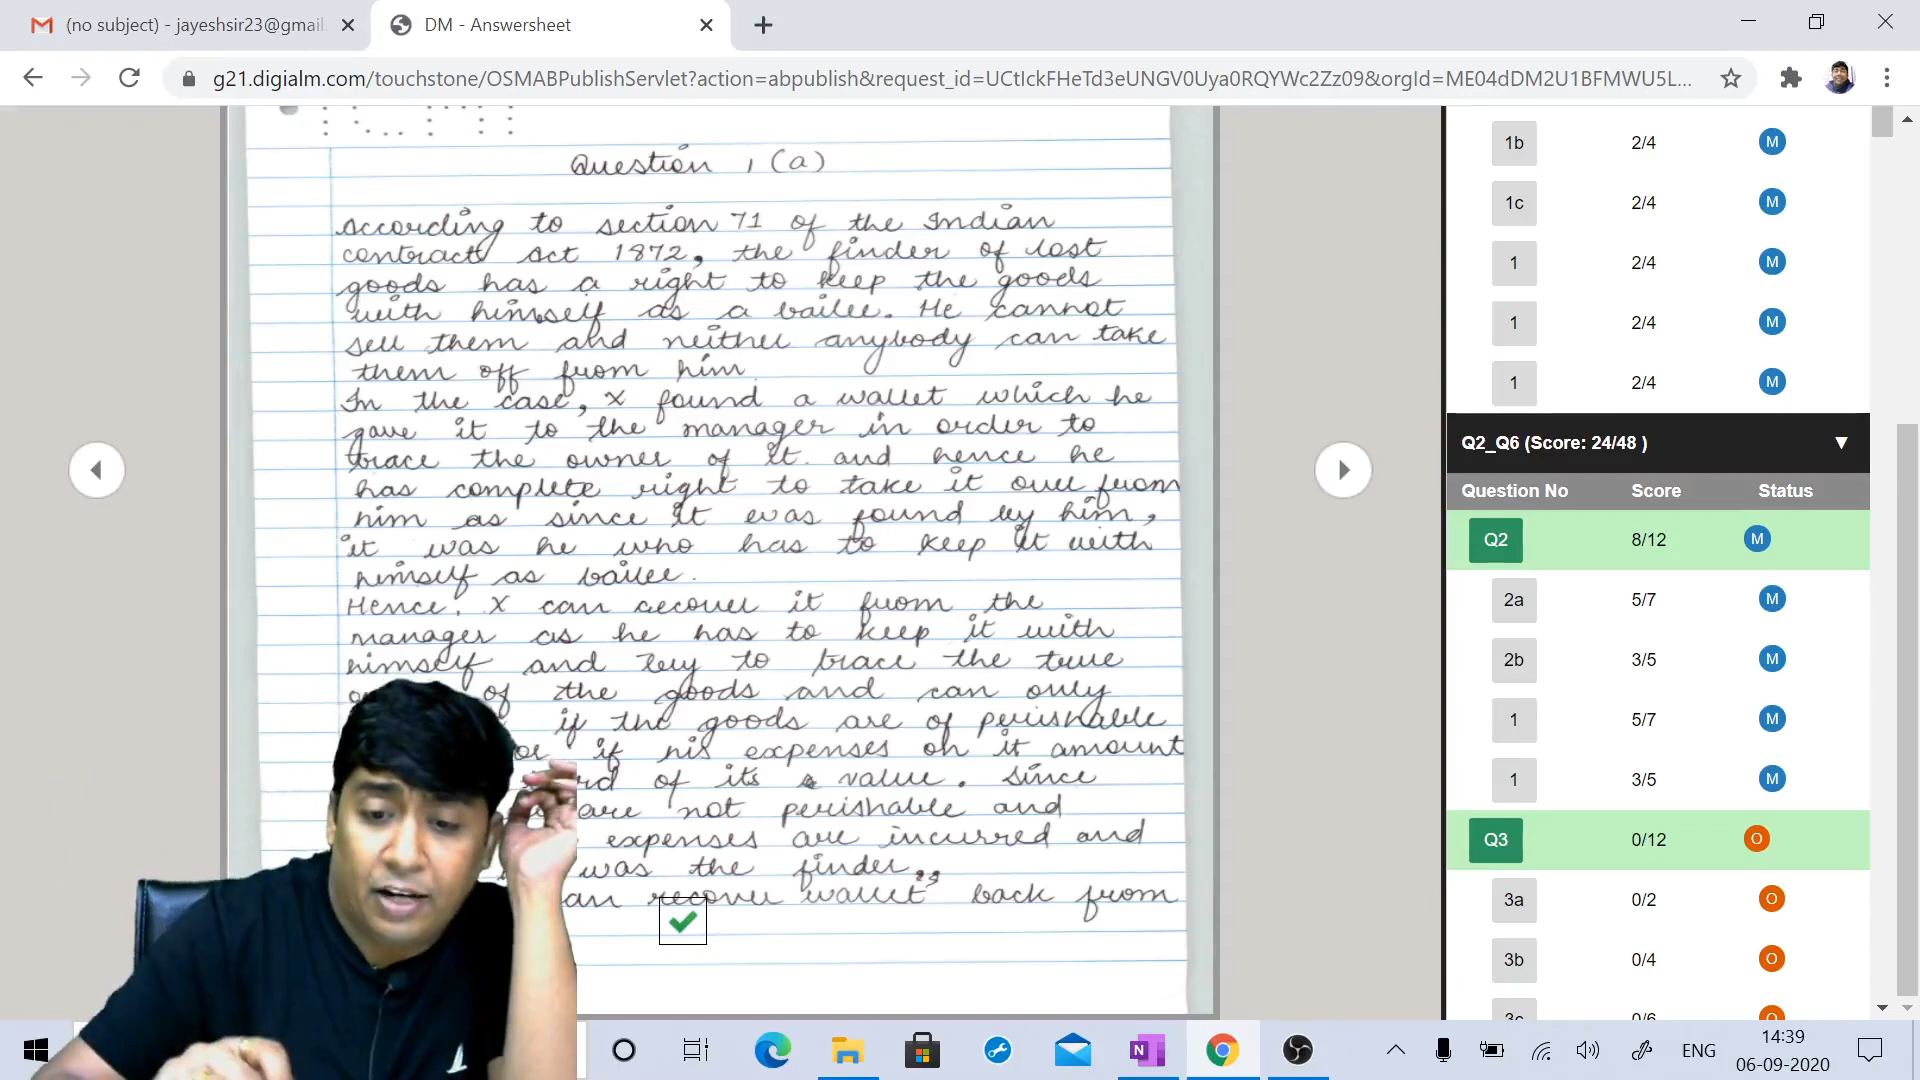 (no subject) - jayeshsir23@gmail.
DM - Answersheet
g21.digialm.com/touchstone/OSMABPublishServlet?action=abpublish&request_id=UCtIckFHeTd3eUNGV0Uya0RQYWc2Zz09&orgId=ME04dDM2U1BFMWU5L...
Question 1 (a)
According to section 71 of the Indian
contract Act 1872, the finder of lost
goods has a right to keep the goods
with himself as a bailee. He cannot
sell them and neither anybody can take
them off from him
In the case, X found a wallet which he
gave it to the manager in order to
trace the owner of it. and hence he
has complete right to take it over from
him as since it was found by him,
it was he who has to keep it with
himself as bailee.
Hence, X can recover it from the
manager as he has to keep it with
himself and try to trace the true
of the goods and can only
if the goods are of perishable
or if his expenses on it amount
of its value. Since
are not perishable and
expenses are incurred and
was the finder,
recover wallet back from
1b 2/4 M
1c 2/4 M
1 2/4 M
1 2/4 M
1 2/4 M
Q2_Q6 (Score: 24/48 ) ▼
Question No Score Status
Q2 8/12 M
2a 5/7 M
2b 3/5 M
1 5/7 M
1 3/5 M
Q3 0/12 O
3a 0/2 O
3b 0/4 O
3c 0/6 O
ENG
14:39
06-09-2020